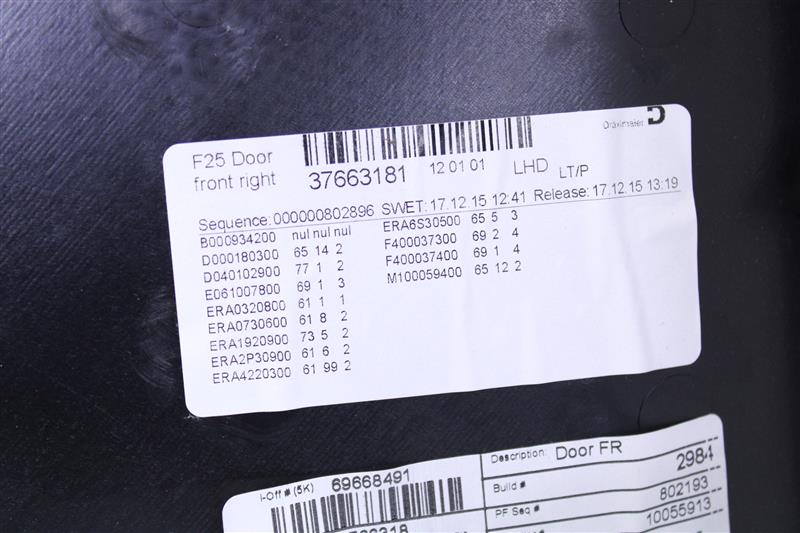 Dräxlmaier
F25 Door
front right
37663181
12 01 01
LHD
LT/P
Sequence: 000000802896 SWET: 17.12.15 12:41 Release: 17.12.15 13:19
B000934200 nul nul nul
D000180300 65 14 2
D040102900 77 1 2
E061007800 69 1 3
ERA0320800 61 1 1
ERA0730600 61 8 2
ERA1920900 73 5 2
ERA2P30900 61 6 2
ERA4220300 61 99 2
ERA6S30500 65 5 3
F400037300 69 2 4
F400037400 69 1 4
M100059400 65 12 2
I-Off # (5K) 69668491
Description: Door FR
Build # 2984
PF Seq # 802193
10055913